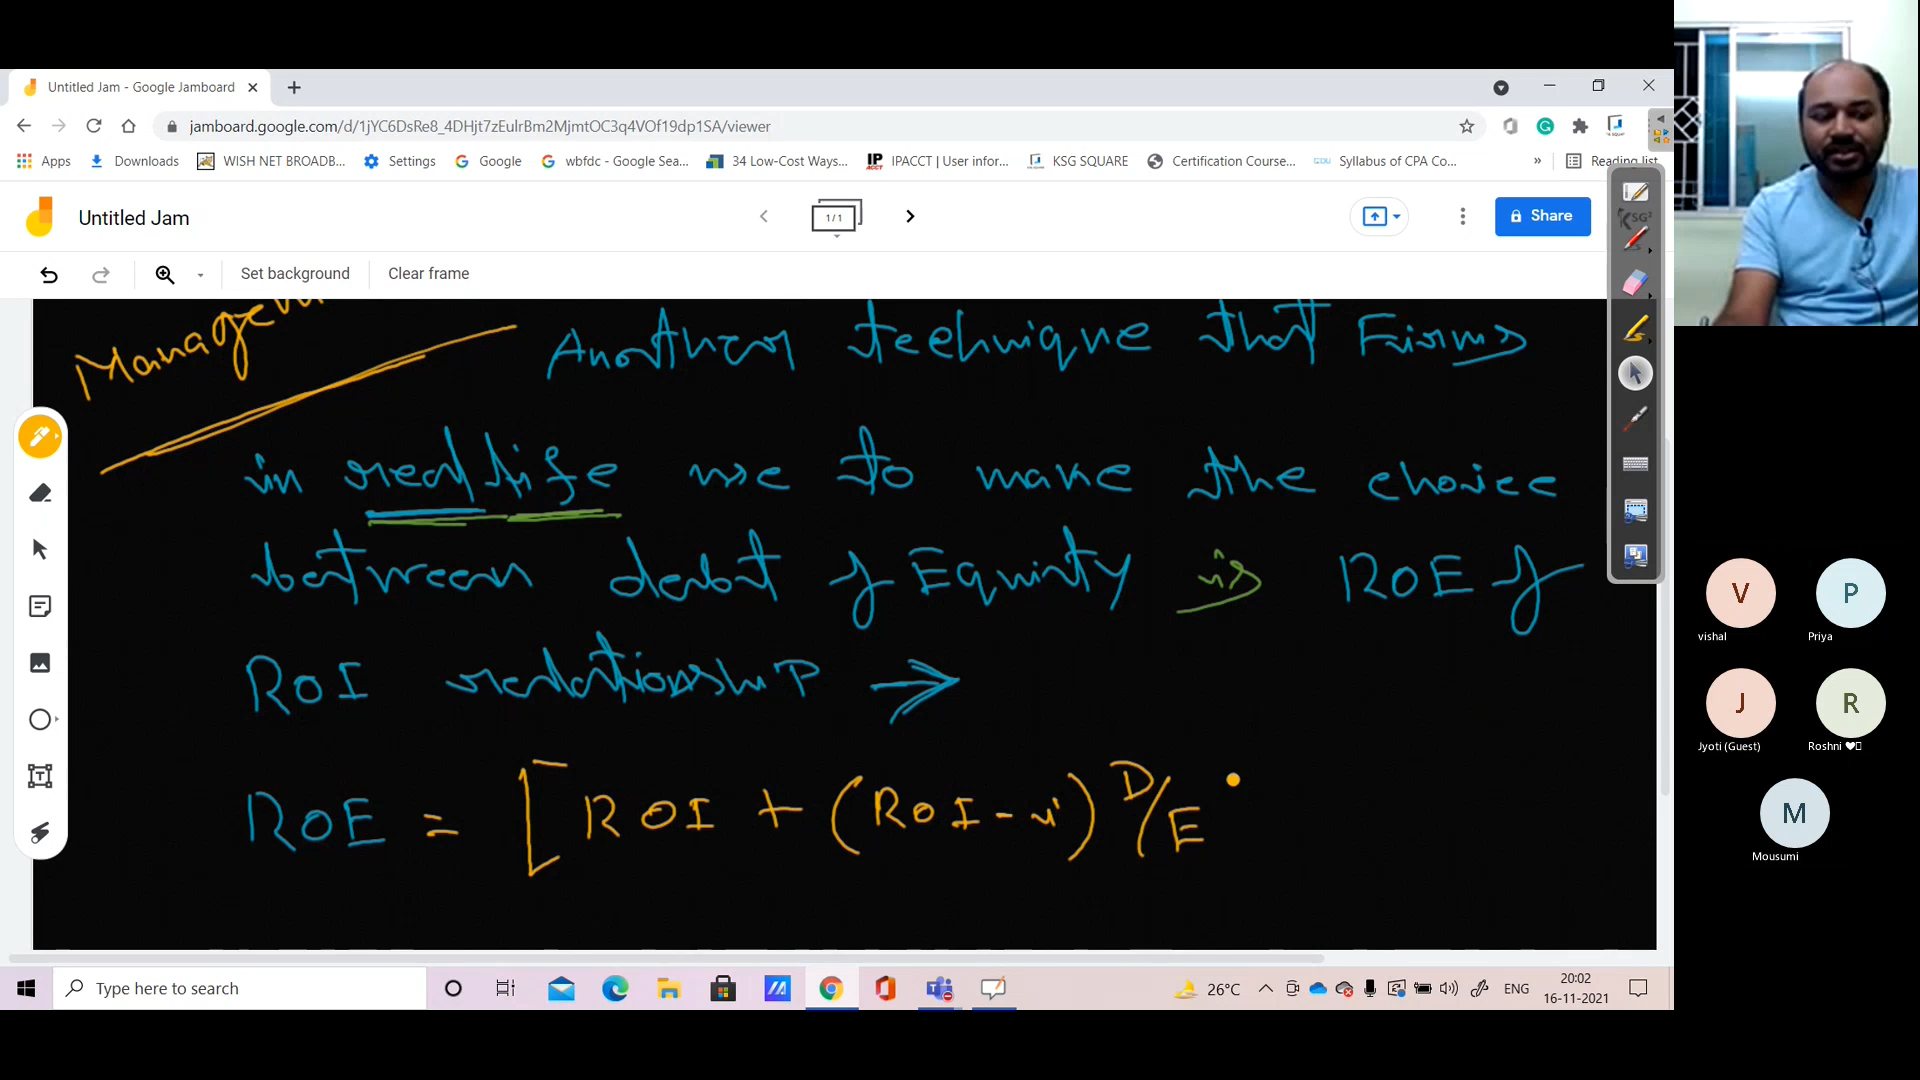 Untitled Jam - Google Jamboard
jamboard.google.com/d/1jYC6DsRe8_4DHjt7zEuIrBm2MjmtOC3q4VOf19dp1SA/viewer
Apps Downloads WISH NET BROADB... Settings Google wbfdc - Google Sea... 34 Low-Cost Ways... IP IPACCT | User infor... KSG SQUARE Certification Course... Syllabus of CPA Co... » Reading list
Untitled Jam 1/1 Share
Set background Clear frame
Managem
Another technique that Firms
in real life use to make the choice
between debt & Equity is ROE &
ROI relationship ⇒
ROE = [ ROI + (ROI - r) D/E
V P
vishal Priya
J R
Jyoti (Guest) Roshni ❤
M
Mousumi
Type here to search 26°C ENG 20:02
16-11-2021